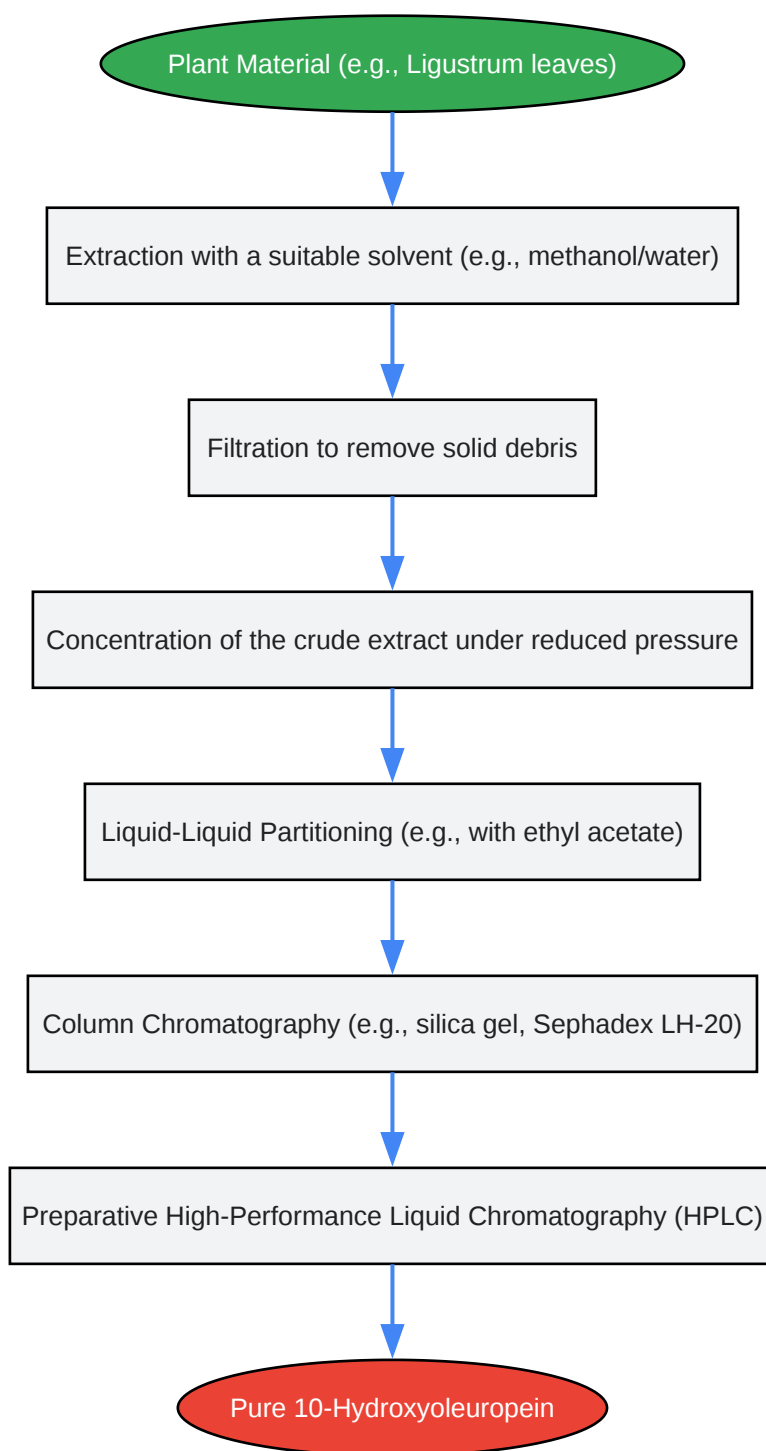 Plant Material (e.g., Ligustrum leaves)
Extraction with a suitable solvent (e.g., methanol/water)
Filtration to remove solid debris
Concentration of the crude extract under reduced pressure
Liquid-Liquid Partitioning (e.g., with ethyl acetate)
Column Chromatography (e.g., silica gel, Sephadex LH-20)
Preparative High-Performance Liquid Chromatography (HPLC)
Pure 10-Hydroxyoleuropein